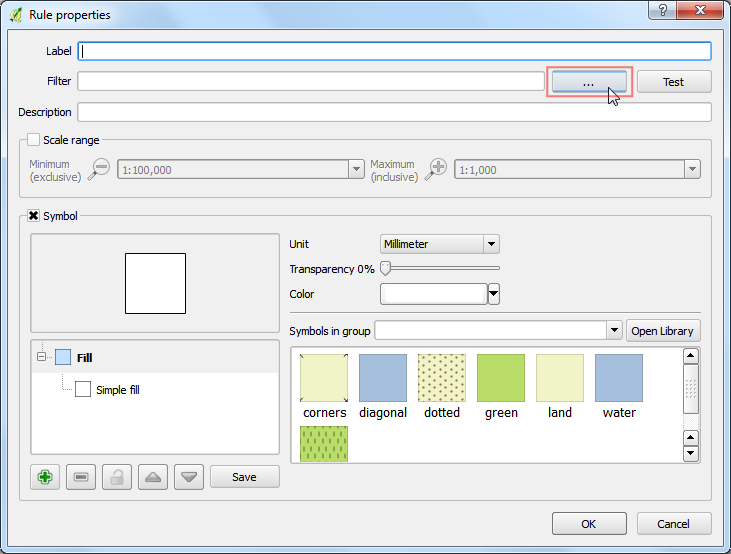 Rule properties
Label
Filter ... Test
Description
Scale range
Minimum (exclusive) 1:100,000 Maximum (inclusive) 1:1,000
Symbol
Unit Millimeter
Transparency 0%
Color
Symbols in group Open Library
Fill
Simple fill
corners diagonal dotted green land water
Save
OK Cancel